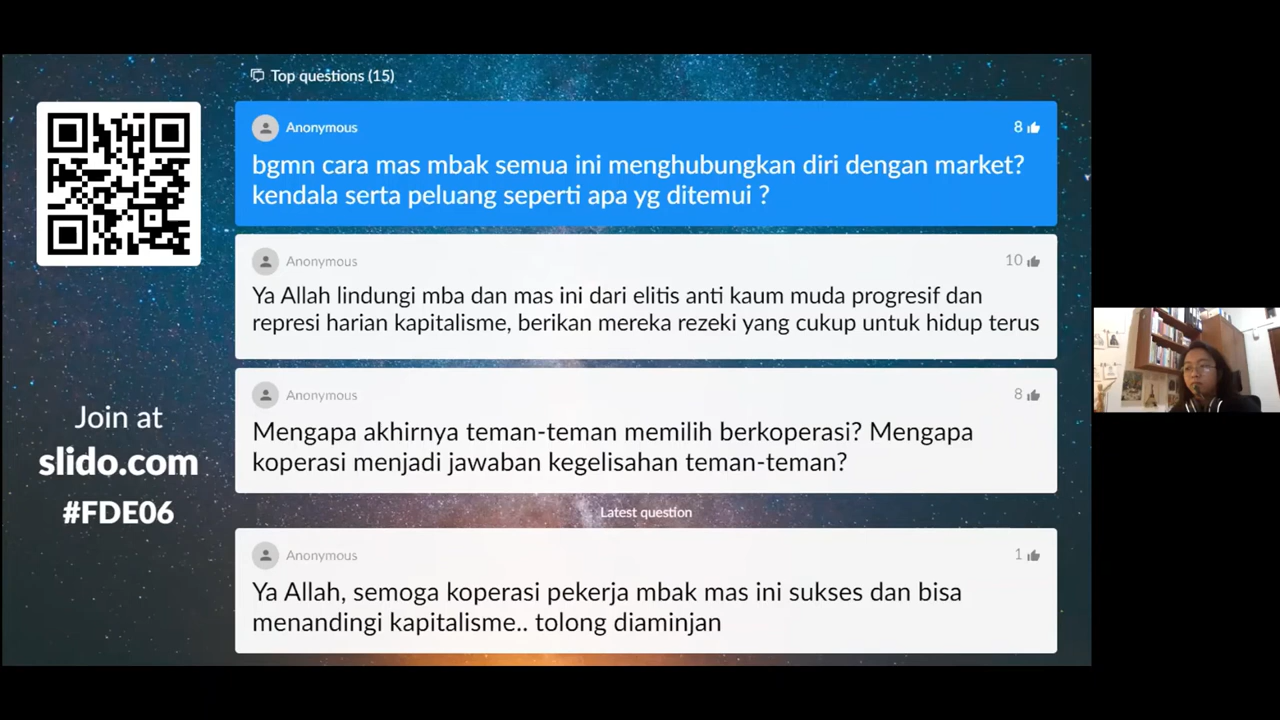 Top questions (15)
Anonymous
8
bgmn cara mas mbak semua ini menghubungkan diri dengan market?
kendala serta peluang seperti apa yg ditemui ?
Anonymous
10
Ya Allah lindungi mba dan mas ini dari elitis anti kaum muda progresif dan
represi harian kapitalisme, berikan mereka rezeki yang cukup untuk hidup terus
Anonymous
8
Mengapa akhirnya teman-teman memilih berkoperasi? Mengapa
koperasi menjadi jawaban kegelisahan teman-teman?
Latest question
Anonymous
1
Ya Allah, semoga koperasi pekerja mbak mas ini sukses dan bisa
menandingi kapitalisme.. tolong diaminjan
Join at
slido.com
#FDE06